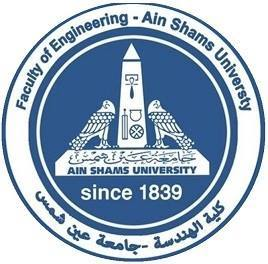 Faculty of Engineering - Ain Shams University
جامعة عين شمس
AIN SHAMS UNIVERSITY
since 1839
كلية الهندسة - جامعة عين شمس